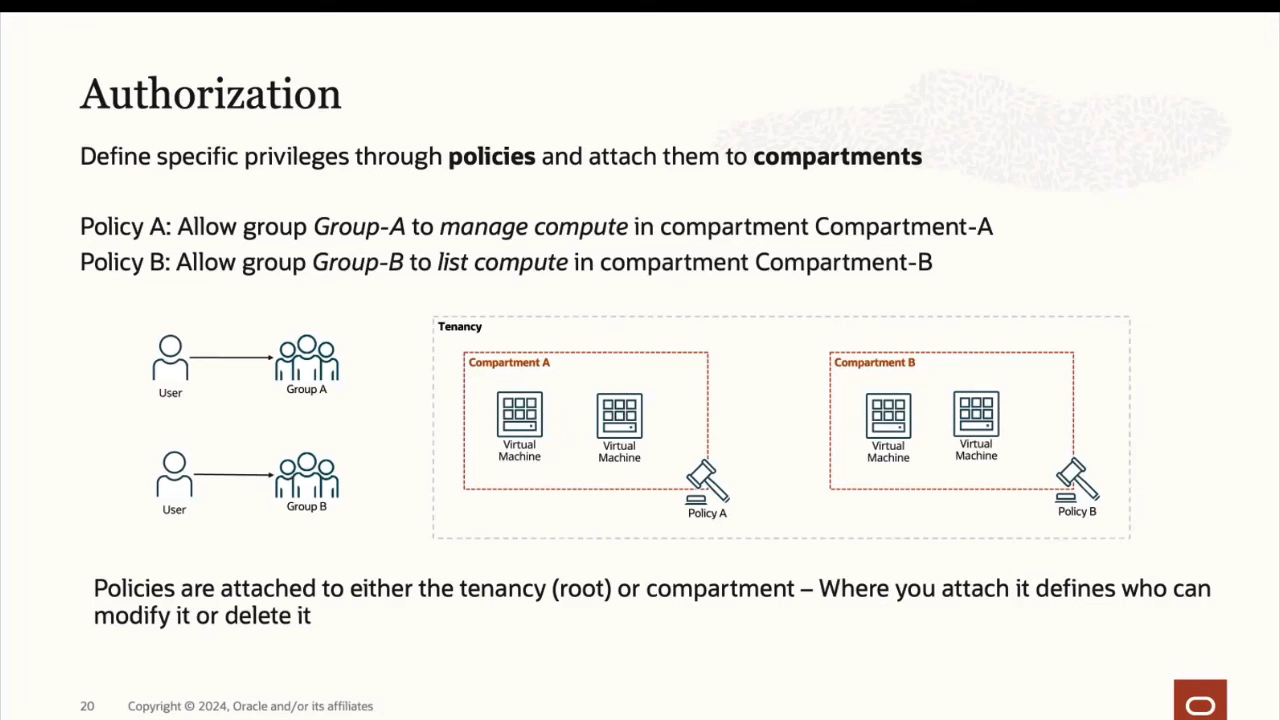 Authorization
Define specific privileges through policies and attach them to compartments
Policy A: Allow group Group-A to manage compute in compartment Compartment-A
Policy B: Allow group Group-B to list compute in compartment Compartment-B
User
Group A
User
Group B
Tenancy
Compartment A
Virtual
Machine
Virtual
Machine
Policy A
Compartment B
Virtual
Machine
Virtual
Machine
Policy B
Policies are attached to either the tenancy (root) or compartment – Where you attach it defines who can
modify it or delete it
20 Copyright © 2024, Oracle and/or its affiliates